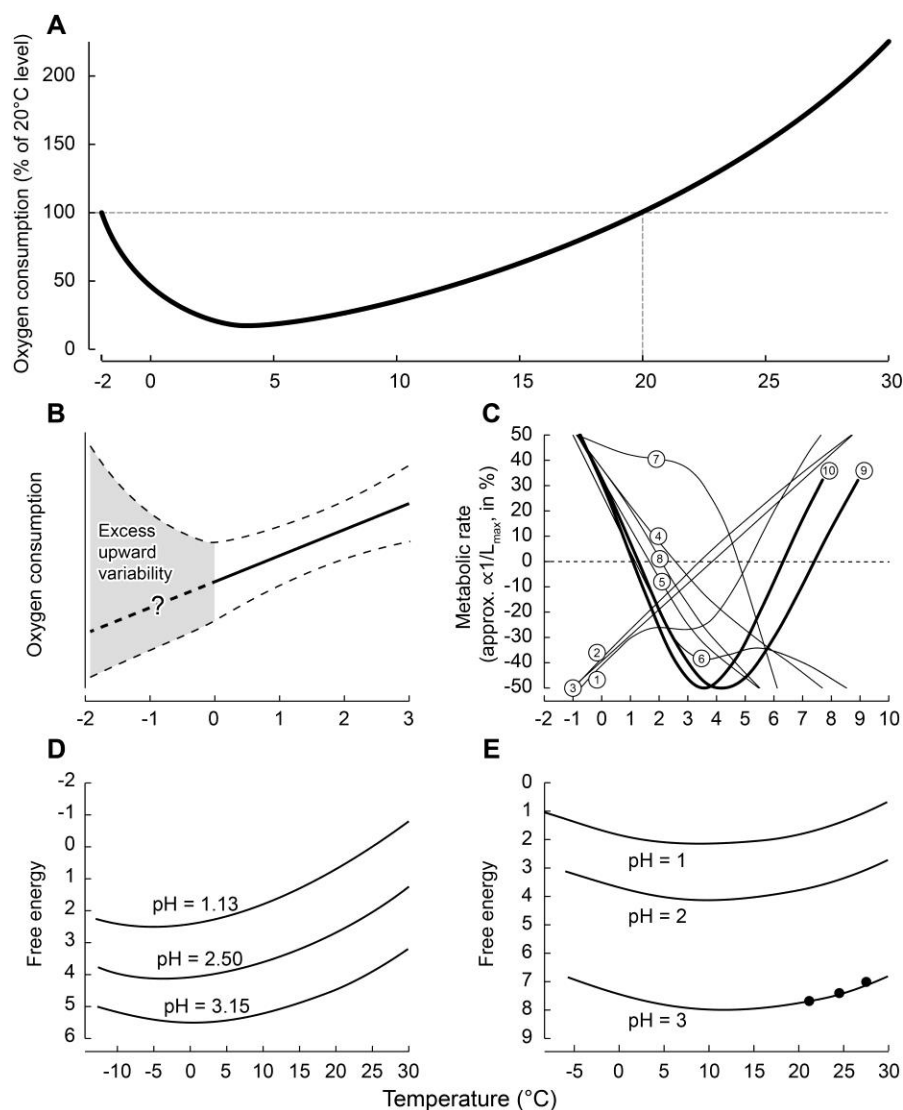 A
Oxygen consumption (% of 20°C level)
200
150
100
50
0
-2 0 5 10 15 20 25 30
B
Oxygen consumption
Excess
upward
variability
?
-2 -1 0 1 2 3
C
Metabolic rate
(approx. ∝1/Lmax, in %)
50
40
30
20
10
0
-10
-20
-30
-40
-50
7
4
8
5
2
3
1
6
10
9
-2 -1 0 1 2 3 4 5 6 7 8 9 10
D
Free energy
-2
-1
0
1
2
3
4
5
6
pH = 1.13
pH = 2.50
pH = 3.15
-10 -5 0 5 10 15 20 25 30
E
Free energy
0
1
2
3
4
5
6
7
8
9
pH = 1
pH = 2
pH = 3
-5 0 5 10 15 20 25 30
Temperature (°C)